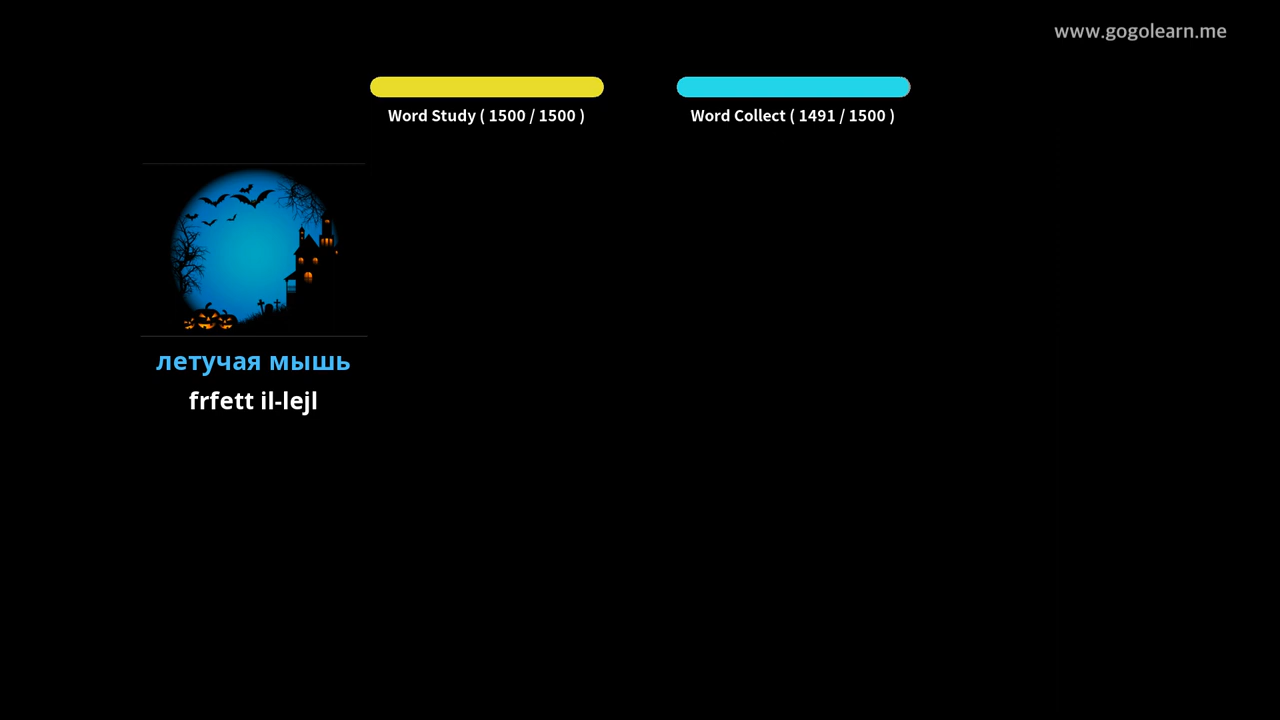 www.gogolearn.me
Word Study ( 1500 / 1500 )
Word Collect ( 1491 / 1500 )
летучая мышь
frfett il-lejl